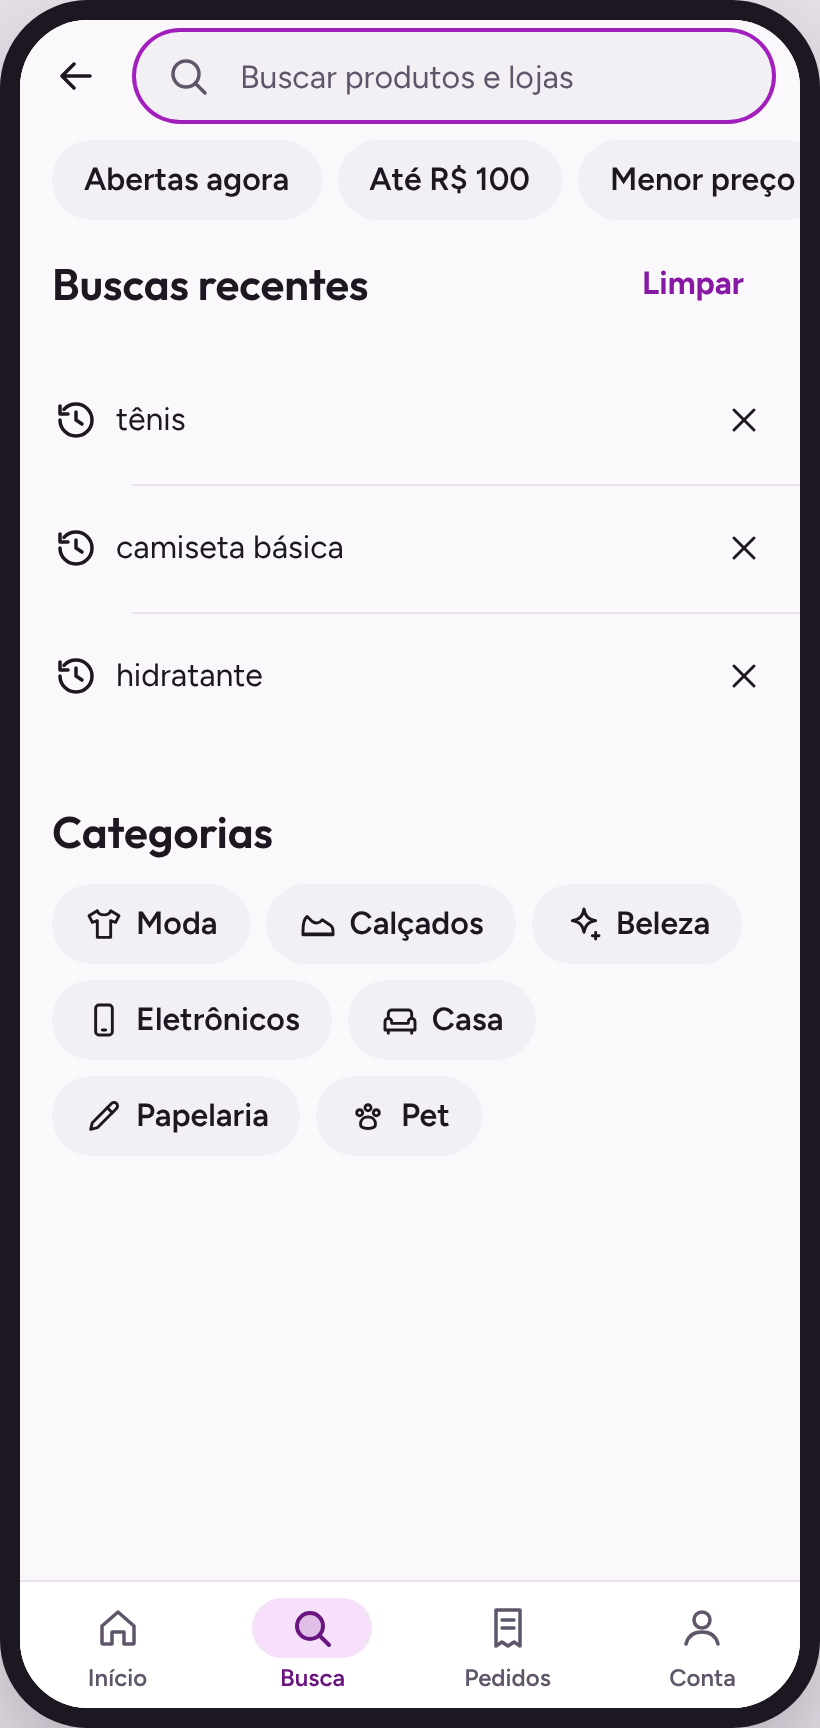 Buscar produtos e lojas
Abertas agora Até R$ 100 Menor preço
Buscas recentes Limpar
tênis
camiseta básica
hidratante
Categorias
Moda Calçados Beleza
Eletrônicos Casa
Papelaria Pet
Início Busca Pedidos Conta